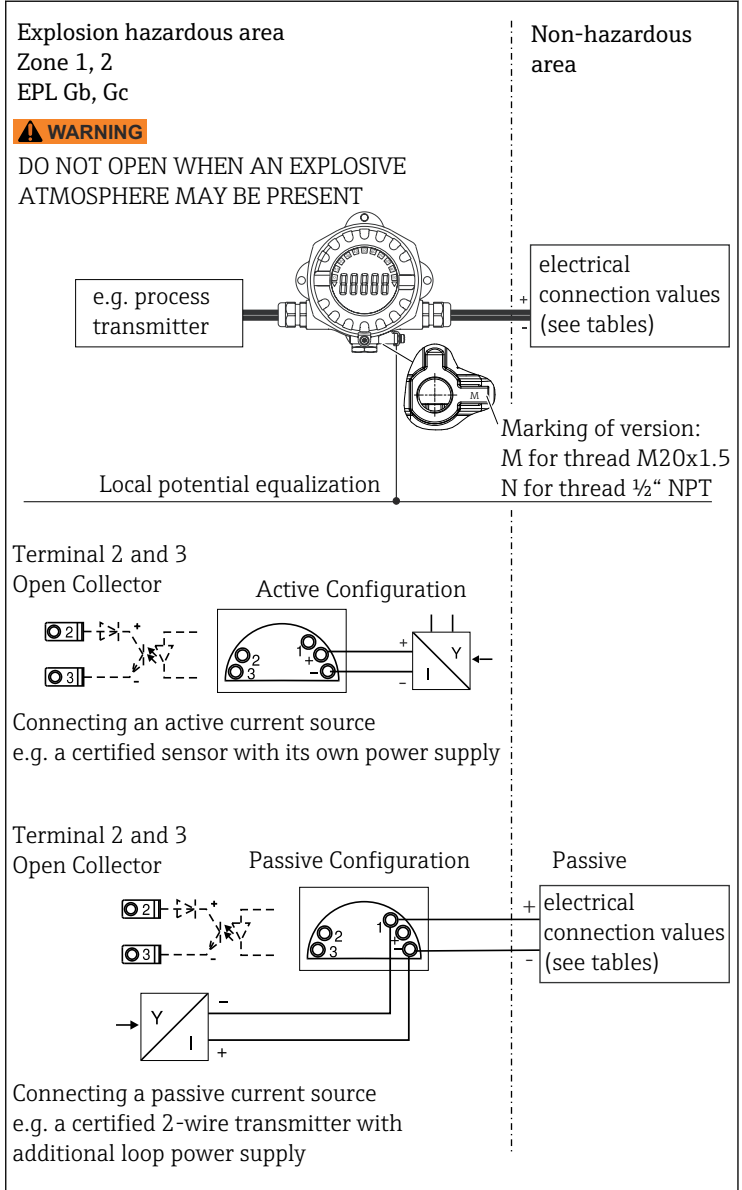 Explosion hazardous area
Zone 1, 2
EPL Gb, Gc
Non-hazardous
area
WARNING
DO NOT OPEN WHEN AN EXPLOSIVE
ATMOSPHERE MAY BE PRESENT
e.g. process
transmitter
+
-
electrical
connection values
(see tables)
M
Marking of version:
M for thread M20x1.5
N for thread ½“ NPT
Local potential equalization
Terminal 2 and 3
Open Collector
Active Configuration
2
3
+
-
1
+
-
2
3
+
-
Y
I
Connecting an active current source
e.g. a certified sensor with its own power supply
Terminal 2 and 3
Open Collector
Passive Configuration
Passive
2
3
+
-
1
+
-
2
3
+
-
electrical
connection values
(see tables)
Y
I
-
+
Connecting a passive current source
e.g. a certified 2-wire transmitter with
additional loop power supply